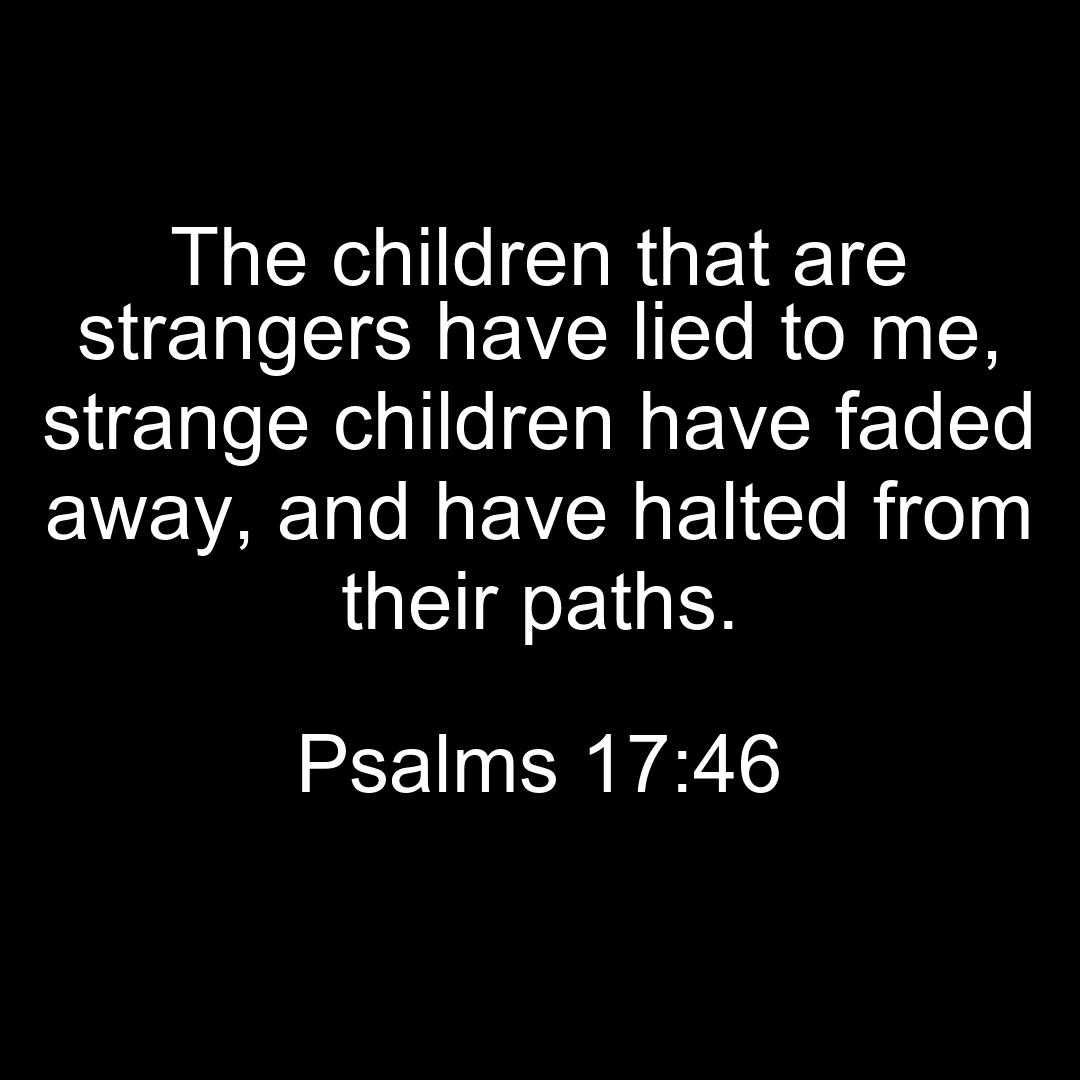 The children that are
strangers have lied to me,
strange children have faded
away, and have halted from
their paths.
Psalms 17:46